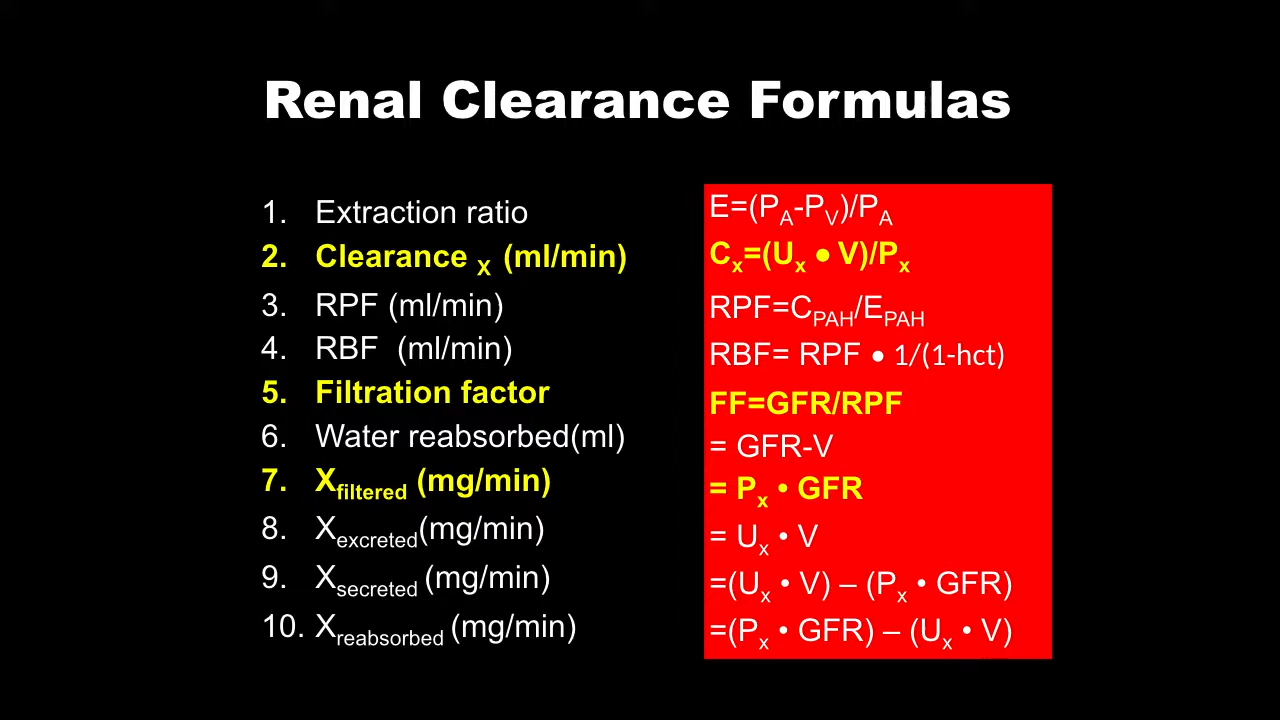 Renal Clearance Formulas
1. Extraction ratio E=(PA-PV)/PA
2. Clearance X (ml/min) Cx=(Ux • V)/Px
3. RPF (ml/min) RPF=CPAH/EPAH
4. RBF (ml/min) RBF= RPF • 1/(1-hct)
5. Filtration factor FF=GFR/RPF
6. Water reabsorbed(ml) = GFR-V
7. Xfiltered (mg/min) = Px • GFR
8. Xexcreted(mg/min) = Ux • V
9. Xsecreted (mg/min) =(Ux • V) – (Px • GFR)
10. Xreabsorbed (mg/min) =(Px • GFR) – (Ux • V)